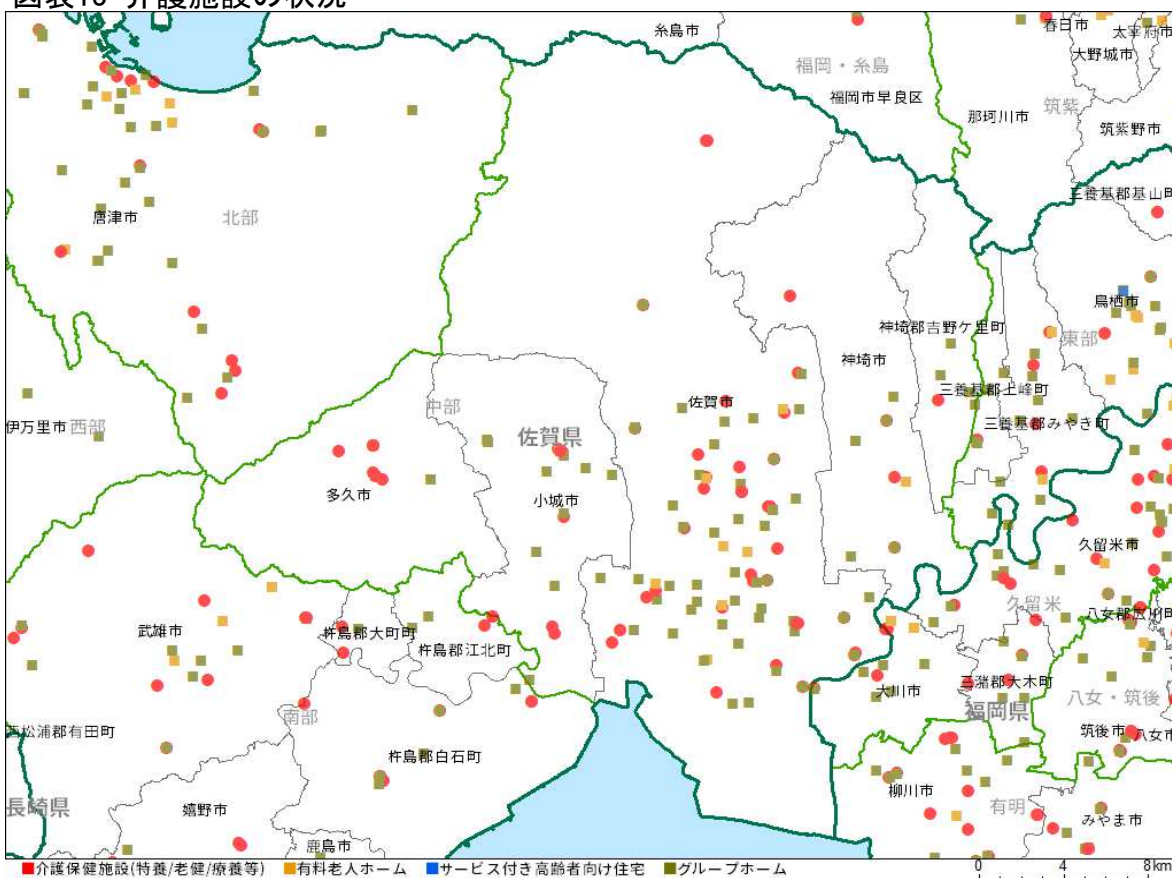 図表16 介護施設の状況
糸島市
春日市
太宰府市
大野城市
福岡・糸島
福岡市早良区
那珂川市
筑紫
筑紫野市
三養基郡基山町
唐津市
北部
鳥栖市
神埼郡吉野ケ里町
東部
神埼市
三養基郡上峰町
中部
佐賀市
伊万里市
西部
三養基郡みやき町
佐賀県
多久市
小城市
久留米市
久留米
八女郡広川町
武雄市
杵島郡大町町
杵島郡江北町
三潴郡大木町
大川市
八女・筑後
南部
福岡県
西松浦郡有田町
筑後市
八女市
杵島郡白石町
柳川市
長崎県
嬉野市
有明
みやま市
鹿島市
介護保健施設(特養/老健/療養等)
有料老人ホーム
サービス付き高齢者向け住宅
グループホーム
0 4 8km